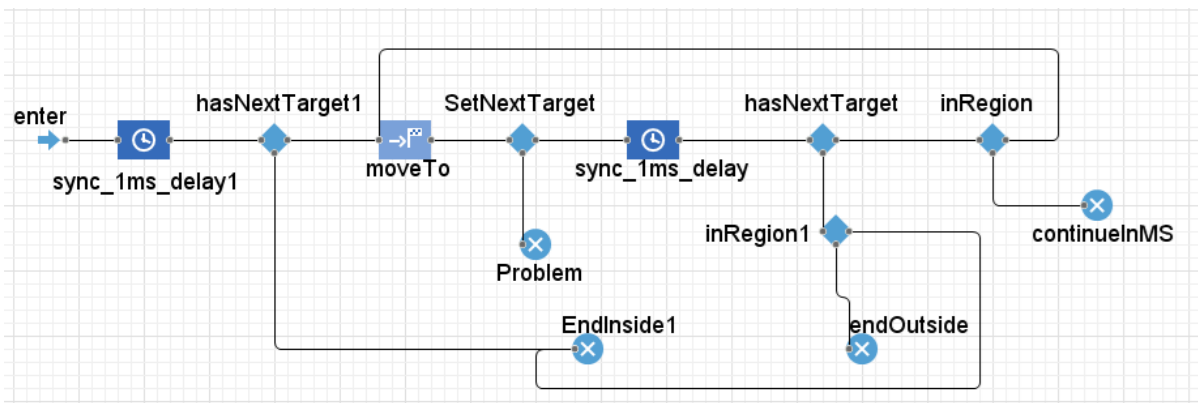 enter
hasNextTarget1
SetNextTarget
hasNextTarget
inRegion
sync_1ms_delay1
moveTo
sync_1ms_delay
inRegion1
continueInMS
Problem
EndInside1
endOutside